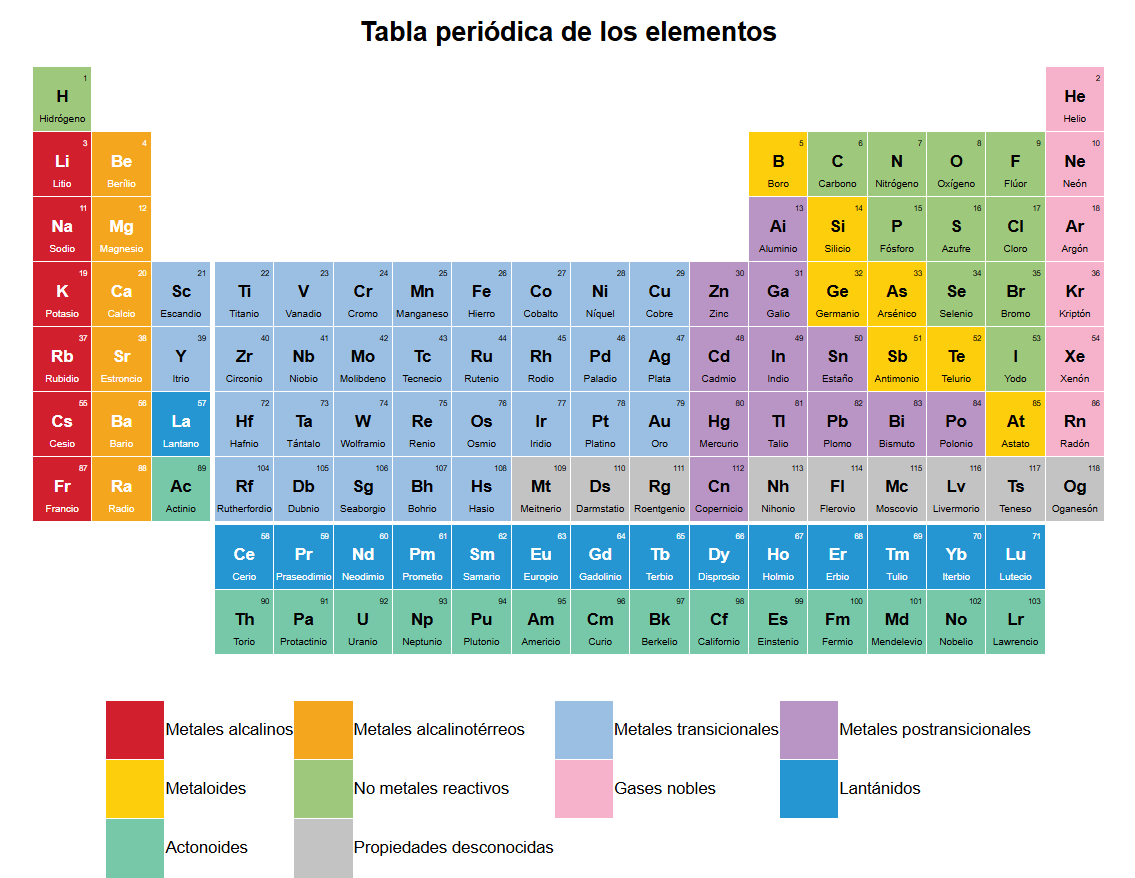 Tabla periódica de los elementos
1 2
H He
Hidrógeno Helio
3 4 5 6 7 8 9 10
Li Be B C N O F Ne
Litio Berílio Boro Carbono Nitrógeno Oxígeno Flúor Neón
11 12 13 14 15 16 17 18
Na Mg Ai Si P S Cl Ar
Sodio Magnesio Aluminio Silicio Fósforo Azufre Cloro Argón
19 20 21 22 23 24 25 26 27 28 29 30 31 32 33 34 35 36
K Ca Sc Ti V Cr Mn Fe Co Ni Cu Zn Ga Ge As Se Br Kr
Potasio Calcio Escandio Titanio Vanadio Cromo Manganeso Hierro Cobalto Níquel Cobre Zinc Galio Germanio Arsénico Selenio Bromo Kriptón
37 38 39 40 41 42 43 44 45 46 47 48 49 50 51 52 53 54
Rb Sr Y Zr Nb Mo Tc Ru Rh Pd Ag Cd In Sn Sb Te I Xe
Rubidio Estroncio Itrio Circonio Niobio Molibdeno Tecnecio Rutenio Rodio Paladio Plata Cadmio Indio Estaño Antimonio Telurio Yodo Xenón
55 56 57 72 73 74 75 76 77 78 79 80 81 82 83 84 85 86
Cs Ba La Hf Ta W Re Os Ir Pt Au Hg Tl Pb Bi Po At Rn
Cesio Bario Lantano Hafnio Tántalo Wolframio Renio Osmio Iridio Platino Oro Mercurio Talio Plomo Bismuto Polonio Astato Radón
87 88 89 104 105 106 107 108 109 110 111 112 113 114 115 116 117 118
Fr Ra Ac Rf Db Sg Bh Hs Mt Ds Rg Cn Nh Fl Mc Lv Ts Og
Francio Radio Actinio Rutherfordio Dubnio Seaborgio Bohrio Hasio Meitnerio Darmstatio Roentgenio Copernicio Nihonio Flerovio Moscovio Livermorio Teneso Oganesón
58 59 60 61 62 63 64 65 66 67 68 69 70 71
Ce Pr Nd Pm Sm Eu Gd Tb Dy Ho Er Tm Yb Lu
Cerio Praseodimio Neodimio Prometio Samario Europio Gadolinio Terbio Disprosio Holmio Erbio Tulio Iterbio Lutecio
90 91 92 93 94 95 96 97 98 99 100 101 102 103
Th Pa U Np Pu Am Cm Bk Cf Es Fm Md No Lr
Torio Protactinio Uranio Neptunio Plutonio Americio Curio Berkelio Californio Einstenio Fermio Mendelevio Nobelio Lawrencio
Metales alcalinos Metales alcalinotérreos Metales transicionales Metales postransicionales
Metaloides No metales reactivos Gases nobles Lantánidos
Actonoides Propiedades desconocidas